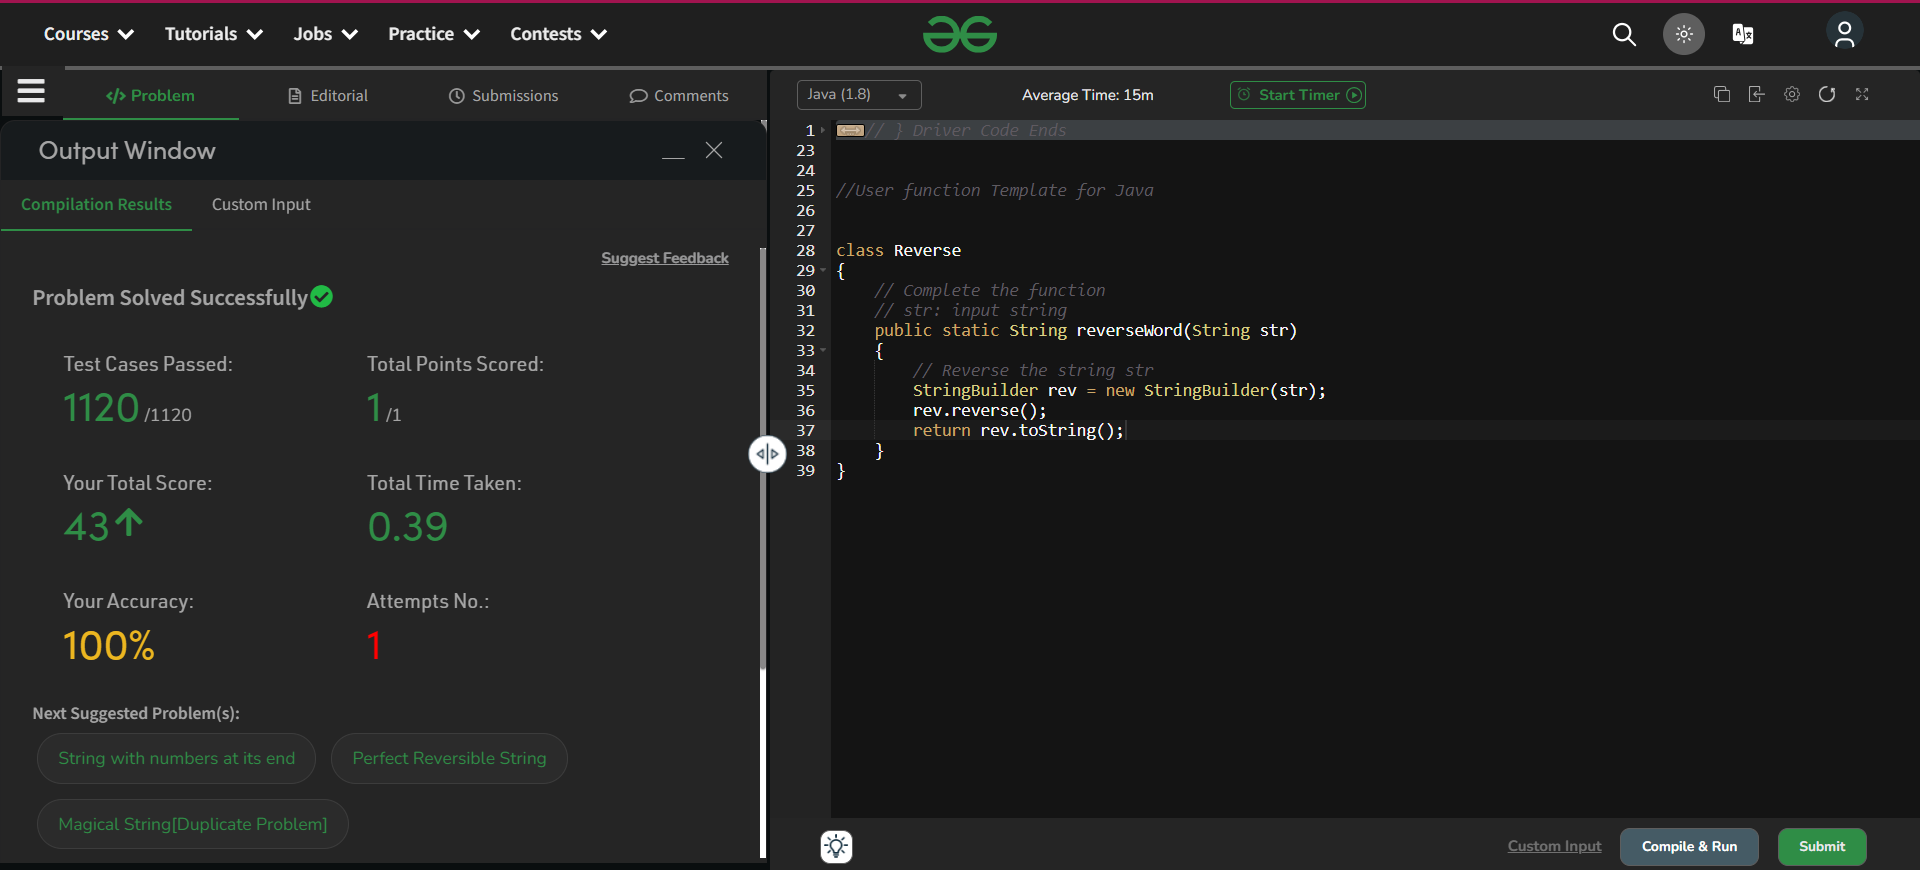 Courses Tutorials Jobs Practice Contests
</> Problem Editorial Submissions Comments
Output Window
Compilation Results Custom Input
Suggest Feedback
Problem Solved Successfully
Test Cases Passed: Total Points Scored:
1120 /1120 1 /1
Your Total Score: Total Time Taken:
43 0.39
Your Accuracy: Attempts No.:
100% 1
Next Suggested Problem(s):
String with numbers at its end Perfect Reversible String
Magical String[Duplicate Problem]
Java (1.8) Average Time: 15m Start Timer
1 // } Driver Code Ends
23
24
25 //User function Template for Java
26
27
28 class Reverse
29 {
30 // Complete the function
31 // str: input string
32 public static String reverseWord(String str)
33 {
34 // Reverse the string str
35 StringBuilder rev = new StringBuilder(str);
36 rev.reverse();
37 return rev.toString();
38 }
39 }
Custom Input Compile & Run Submit